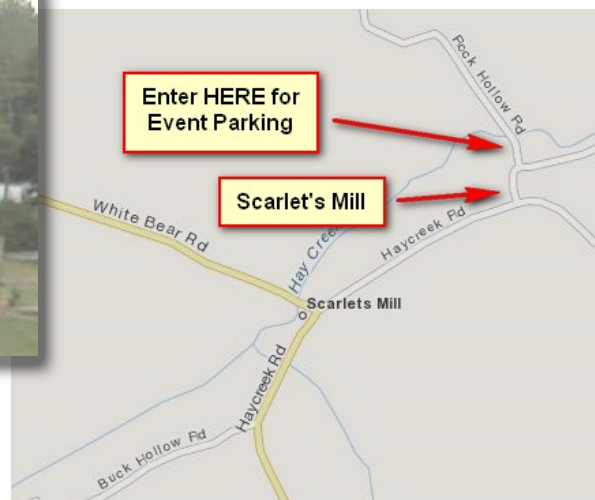 Rock Hollow Rd
Enter HERE for
Event Parking
Scarlet's Mill
White Bear Rd
Hay Creek
Haycreek Rd
Scarlets Mill
Haycreek Rd
Buck Hollow Rd